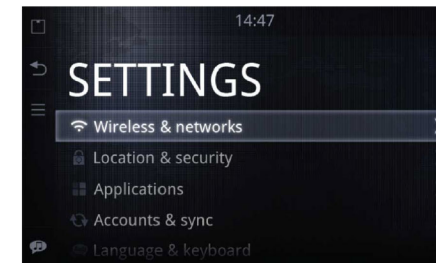 14:47
SETTINGS
Wireless & networks
Location & security
Applications
Accounts & sync
Language & keyboard